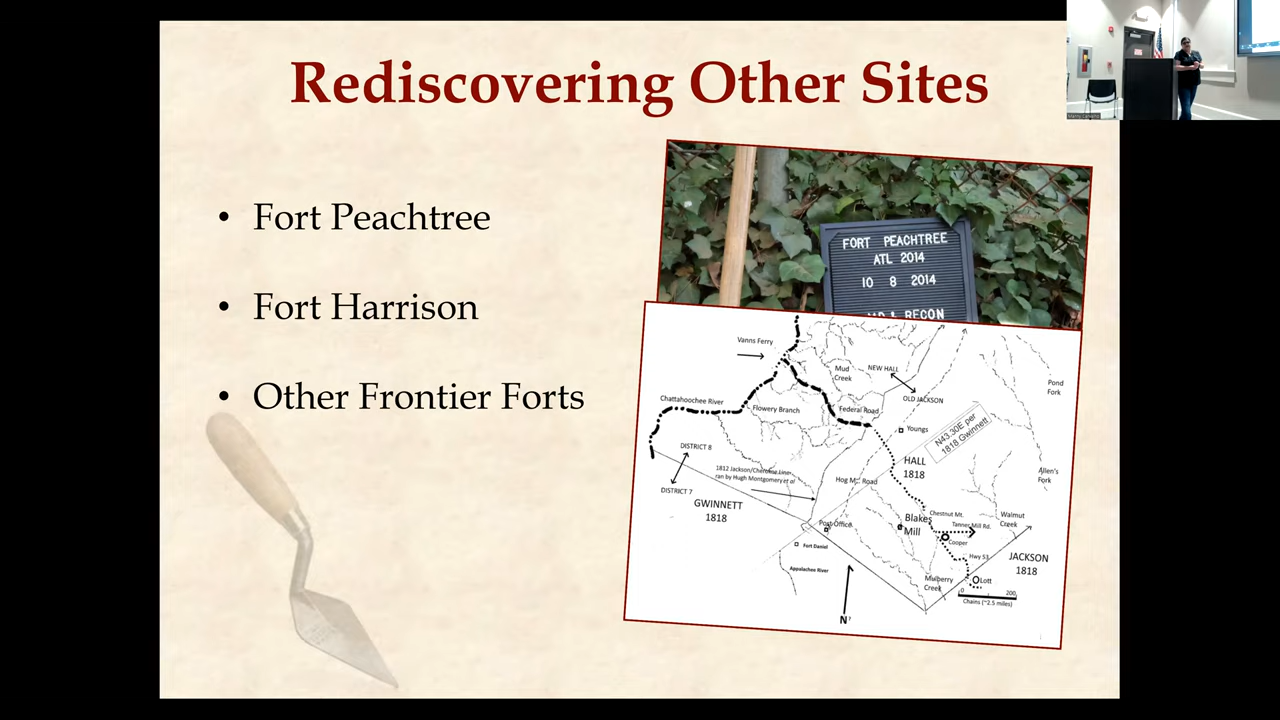 Rediscovering Other Sites
• Fort Peachtree
• Fort Harrison
• Other Frontier Forts
FORT PEACHTREE
ATL 2014
10 8 2014
RECON
Vanns Ferry
Mud
Creek
NEW HALL
Pond
Fork
Chattahoochee River
Flowery Branch
Federal Road
OLD JACKSON
Youngs
N43.30E per
1818 Gwinnett
DISTRICT 8
1812 Jackson/Cherokee Line
ran by Hugh Montgomery et al
HALL
1818
Allen's
Fork
DISTRICT 7
Hog Road
GWINNETT
1818
Post Office
Blakes
Mill
Chestnut Mt.
Tanner Mill Rd.
Walmut
Creek
Cooper
Fort Daniel
Hwy 53
JACKSON
1818
Appalachee River
Mulberry
Creek
Lott
0 200
Chains (~2.5 miles)
N